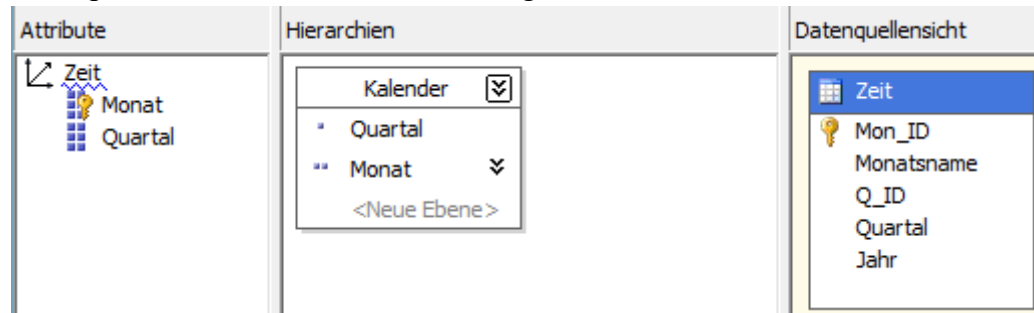 Attribute
Zeit
Monat
Quartal
Hierarchien
Kalender
Quartal
Monat
<Neue Ebene>
Datenquellensicht
Zeit
Mon_ID
Monatsname
Q_ID
Quartal
Jahr